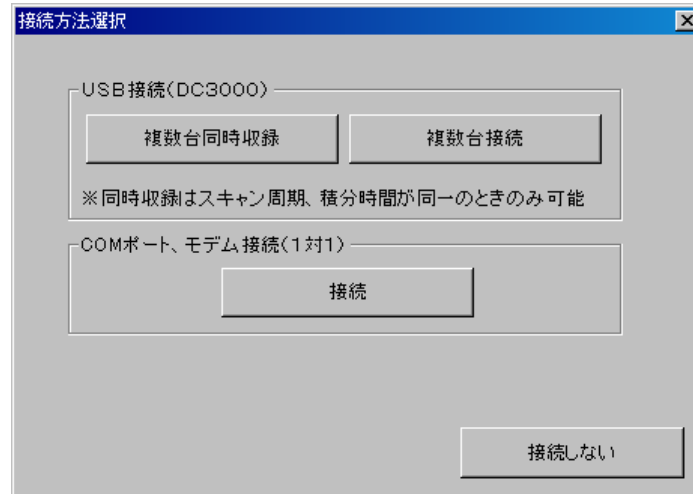 接続方法選択
USB接続(DC3000)
複数台同時収録
複数台接続
※同時収録はスキャン周期、積分時間が同一のときのみ可能
COMポート、モデム接続(1対1)
接続
接続しない